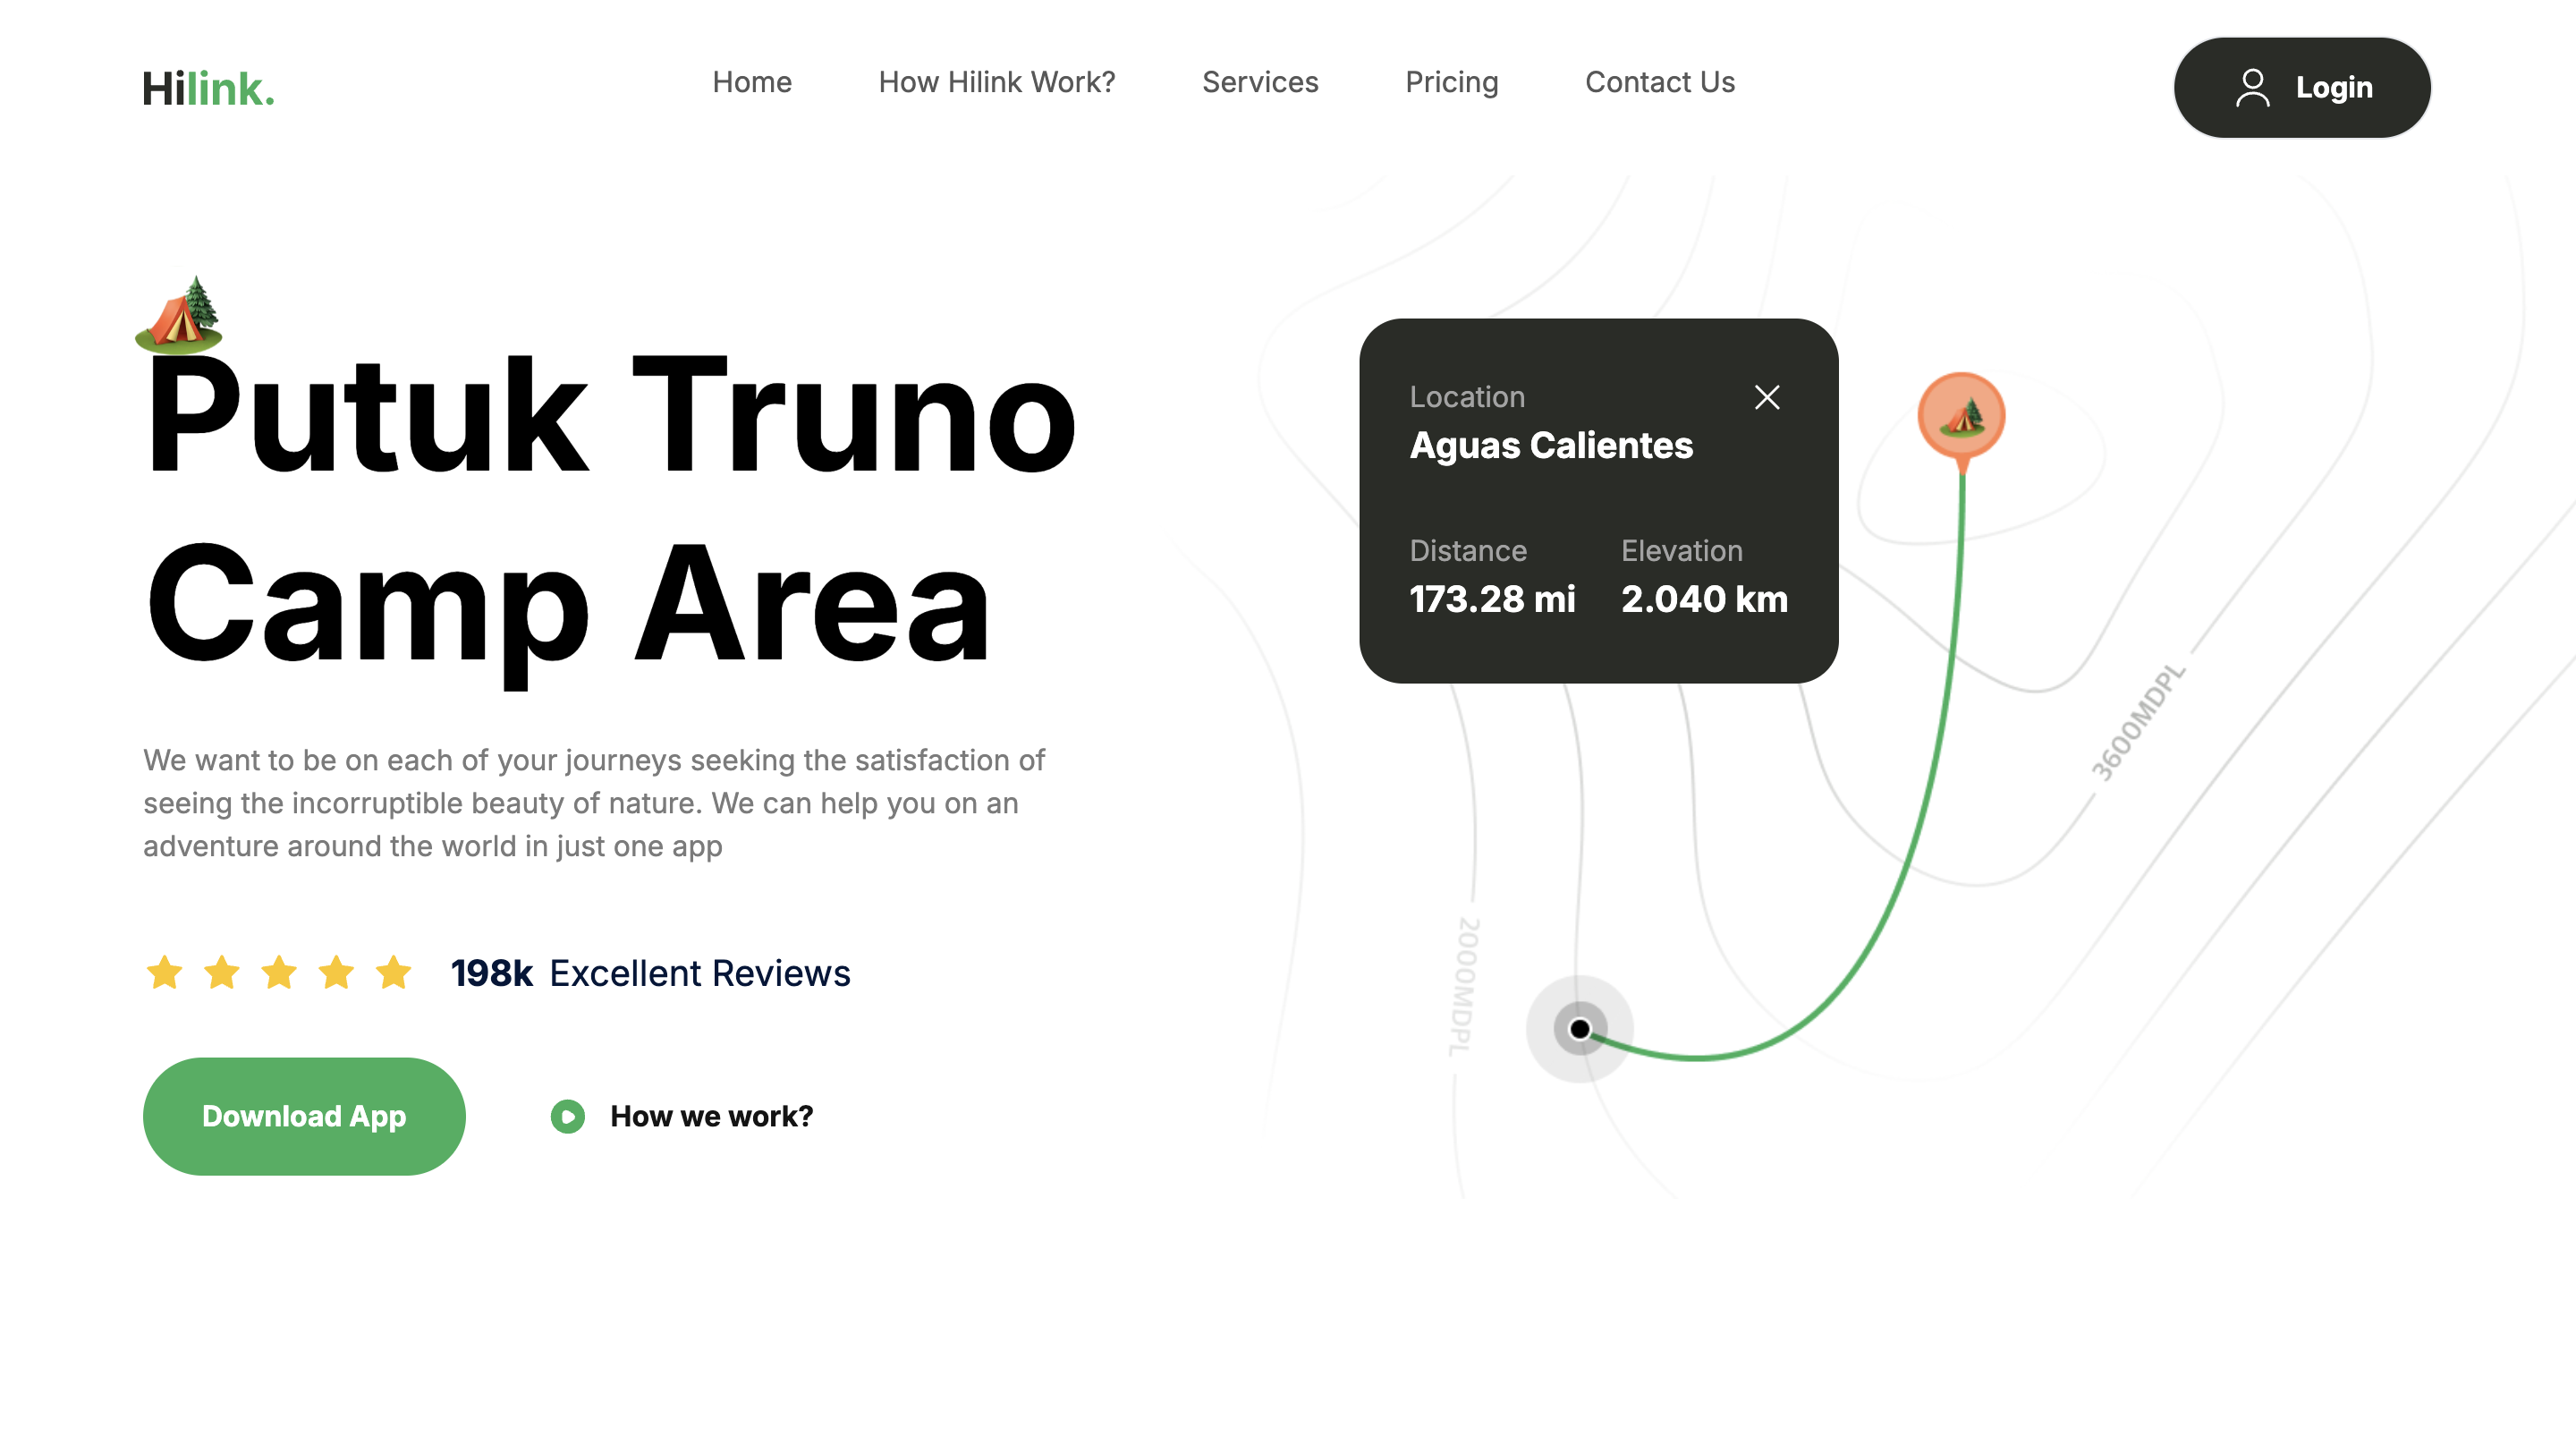 Hilink.
Home
How Hilink Work?
Services
Pricing
Contact Us
Login
Putuk Truno
Camp Area
We want to be on each of your journeys seeking the satisfaction of
seeing the incorruptible beauty of nature. We can help you on an
adventure around the world in just one app
198k Excellent Reviews
Download App
How we work?
Location
Aguas Calientes
Distance
Elevation
173.28 mi
2.040 km
3600MDPL
2000MDPL